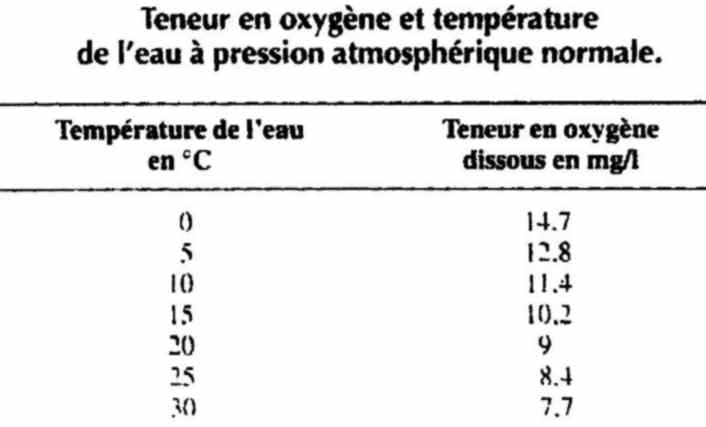 Teneur en oxygène et température
de l'eau à pression atmosphérique normale.
Température de l'eau Teneur en oxygène
en °C dissous en mg/l
0 14.7
5 12.8
10 11.4
15 10.2
20 9
25 8.4
30 7.7